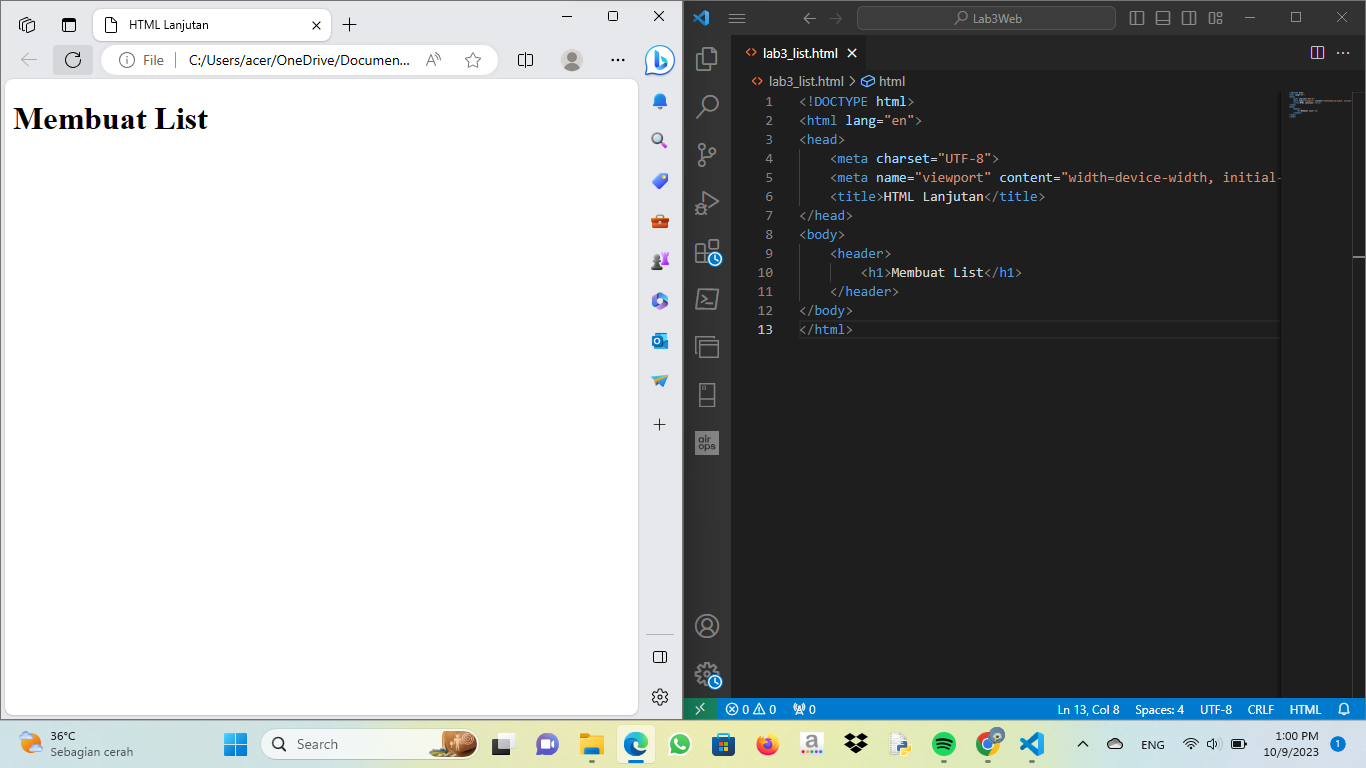 HTML Lanjutan
File
C:/Users/acer/OneDrive/Documen...
Membuat List
Lab3Web
lab3_list.html
lab3_list.html
html
1 <!DOCTYPE html>
2 <html lang="en">
3 <head>
4 <meta charset="UTF-8">
5 <meta name="viewport" content="width=device-width, initial-
6 <title>HTML Lanjutan</title>
7 </head>
8 <body>
9 <header>
10 <h1>Membuat List</h1>
11 </header>
12 </body>
13 </html>
air
ops
0 0 0
Ln 13, Col 8 Spaces: 4 UTF-8 CRLF HTML
36°C
Sebagian cerah
Search
ENG
1:00 PM
10/9/2023
1